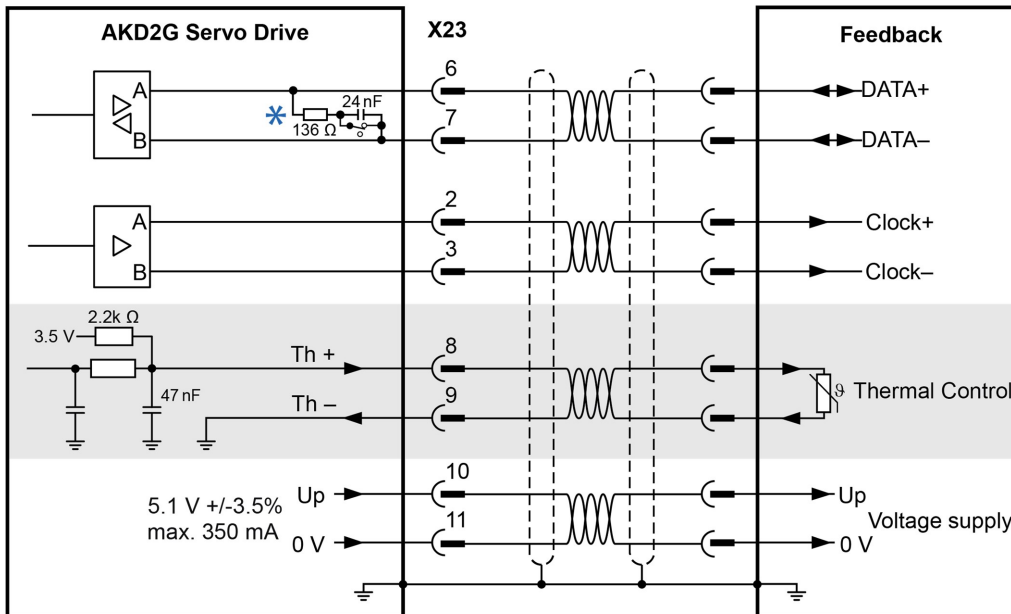 AKD2G Servo Drive
X23
Feedback
A
B
*
136 Ω
24 nF
6
7
DATA+
DATA–
A
B
2
3
Clock+
Clock–
3.5 V
2.2k Ω
47 nF
Th +
Th –
8
9
ϑ Thermal Control
5.1 V +/-3.5%
max. 350 mA
Up
0 V
10
11
Up
0 V
Voltage supply